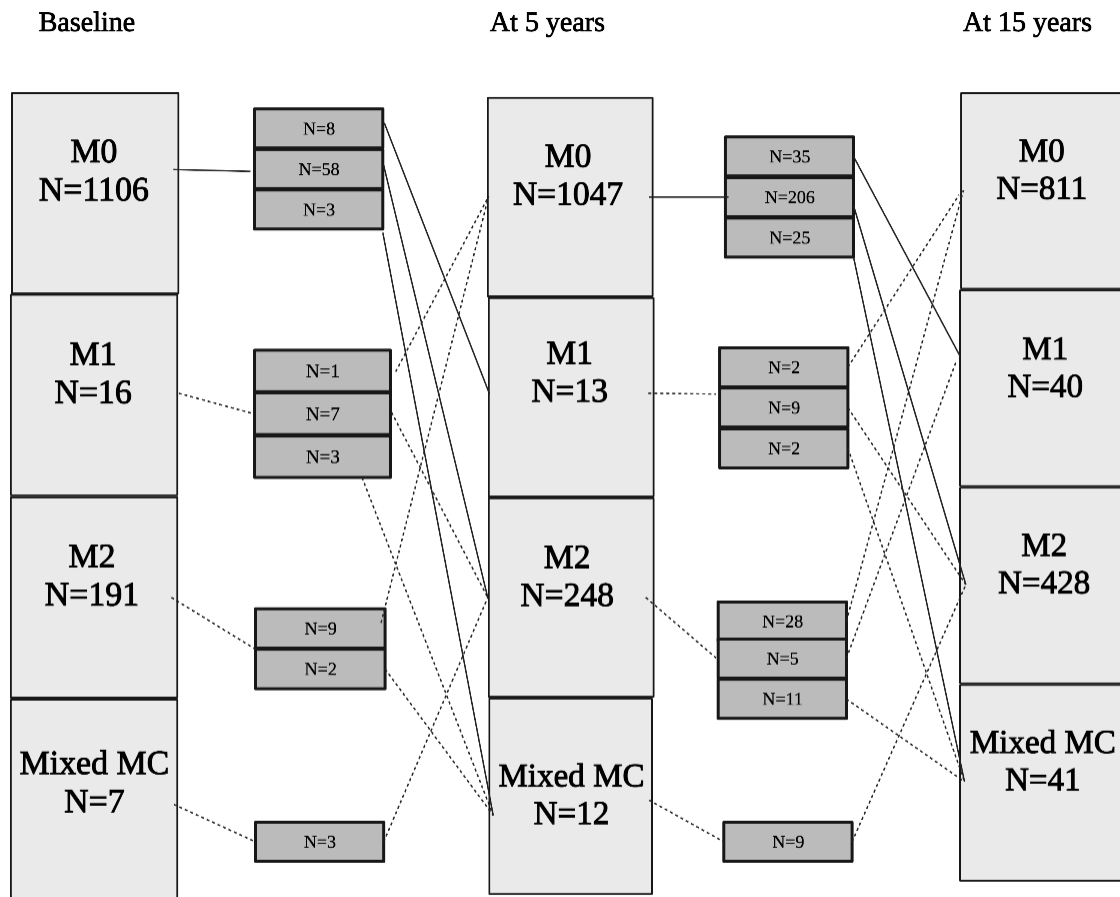 Baseline
At 5 years
At 15 years
M0
N=1106
M1
N=16
M2
N=191
Mixed MC
N=7
N=8
N=58
N=3
N=1
N=7
N=3
N=9
N=2
N=3
M0
N=1047
M1
N=13
M2
N=248
Mixed MC
N=12
N=35
N=206
N=25
N=2
N=9
N=2
N=28
N=5
N=11
N=9
M0
N=811
M1
N=40
M2
N=428
Mixed MC
N=41